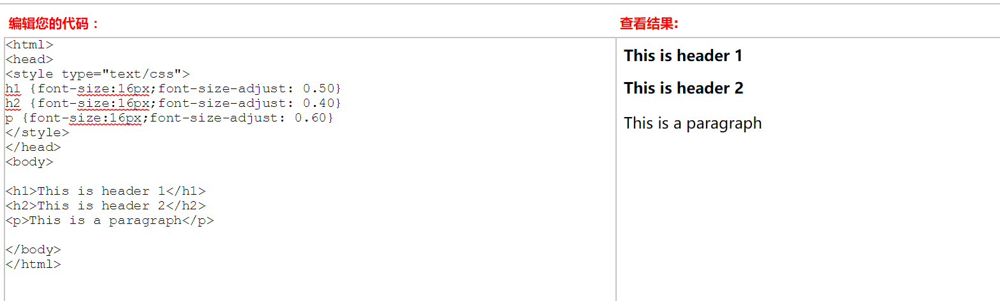 编辑您的代码：
查看结果:
<html>
<head>
<style type="text/css">
h1 {font-size:16px;font-size-adjust: 0.50}
h2 {font-size:16px;font-size-adjust: 0.40}
p {font-size:16px;font-size-adjust: 0.60}
</style>
</head>
<body>
<h1>This is header 1</h1>
<h2>This is header 2</h2>
<p>This is a paragraph</p>
</body>
</html>
This is header 1
This is header 2
This is a paragraph